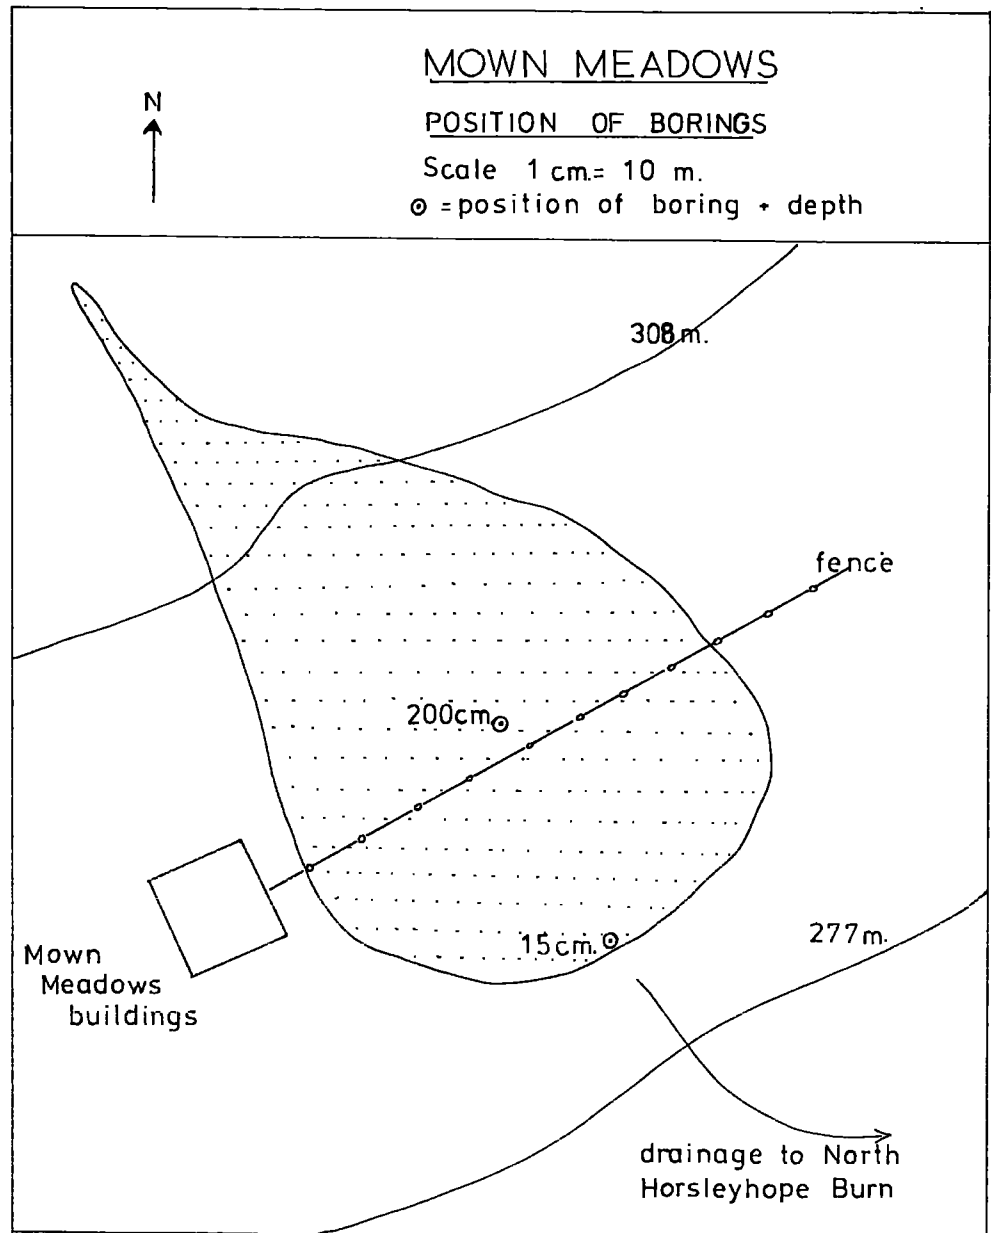 MOWN MEADOWS
POSITION OF BORINGS
Scale 1 cm.= 10 m.
⊙ =position of boring + depth
N
308m.
fence
200cm.
15cm.
277m.
Mown
Meadows
buildings
drainage to North
Horsleyhope Burn